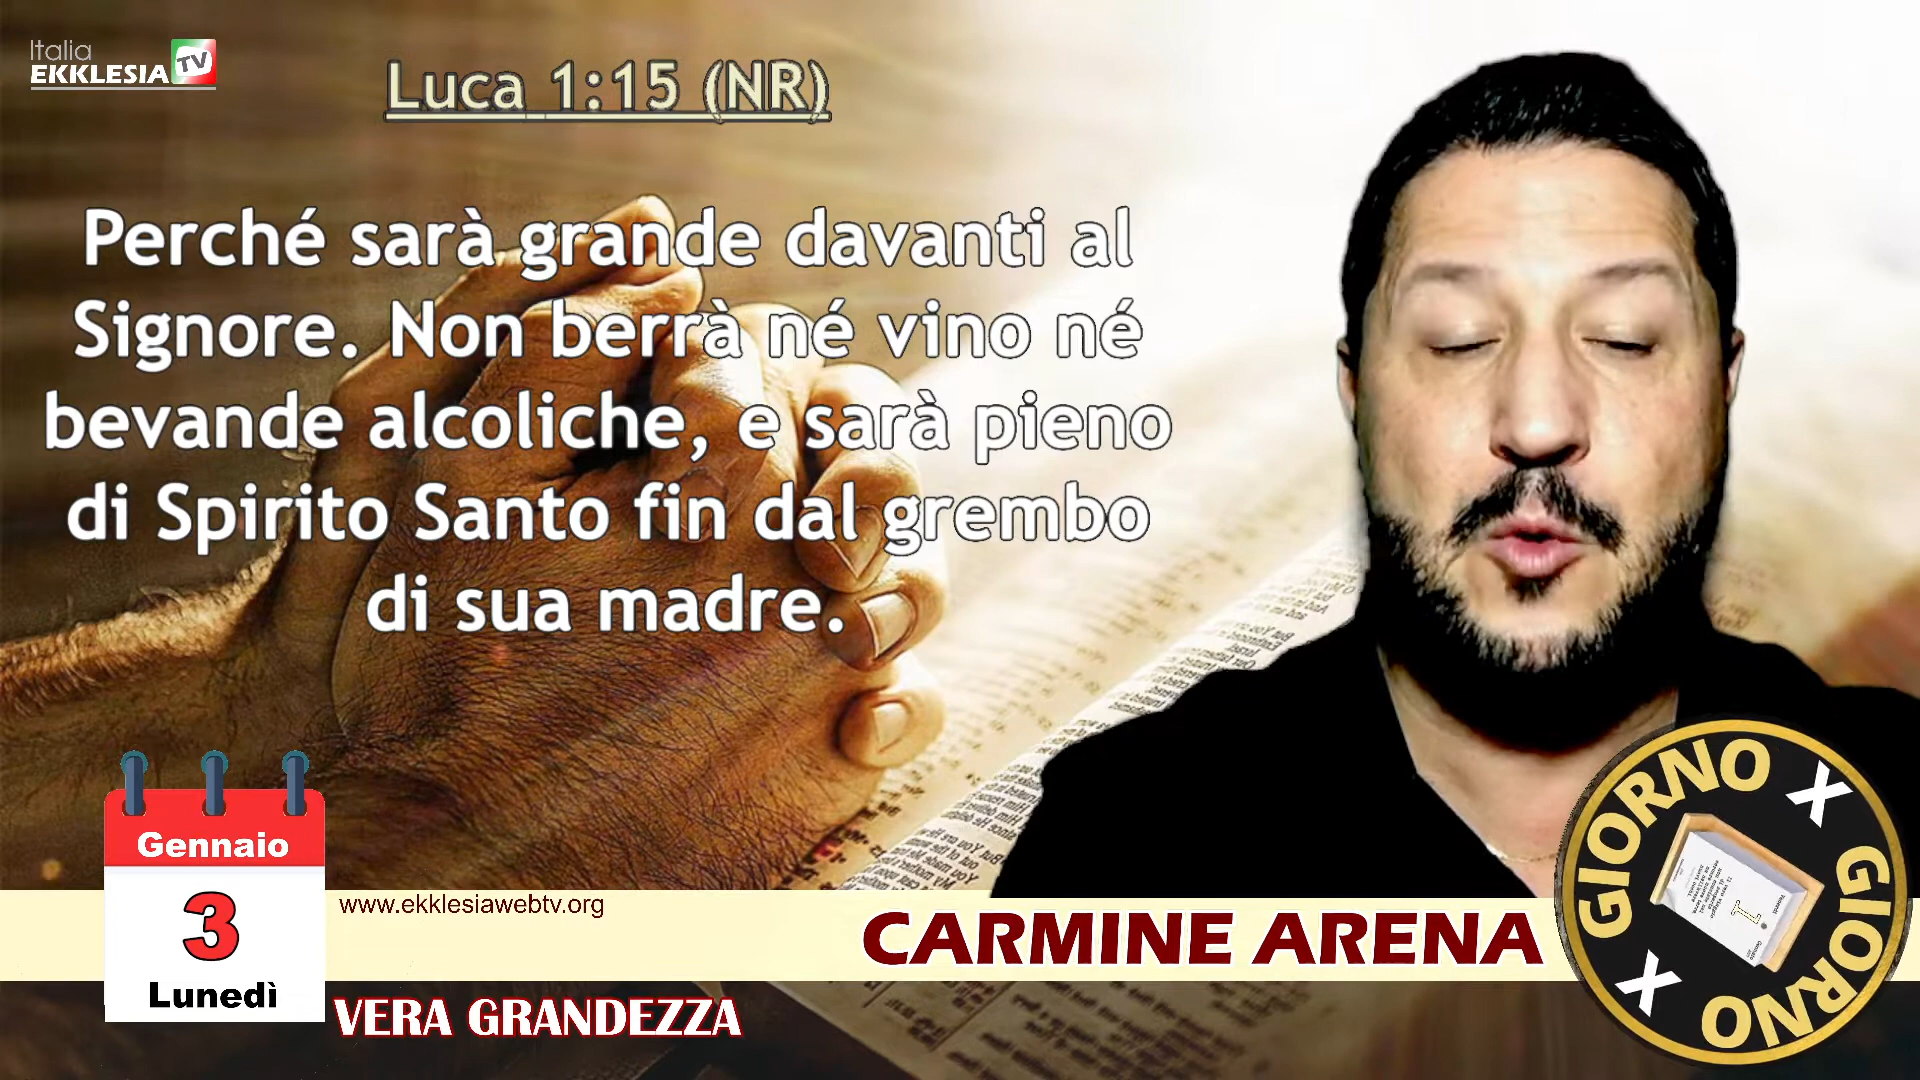 Italia
EKKLESIA TV
Luca 1:15 (NR)
Perché sarà grande davanti al
Signore. Non berrà né vino né
bevande alcoliche, e sarà pieno
di Spirito Santo fin dal grembo
di sua madre.
Gennaio
3
Lunedì
www.ekklesiawebtv.org
CARMINE ARENA
VERA GRANDEZZA
GIORNO X GIORNO X